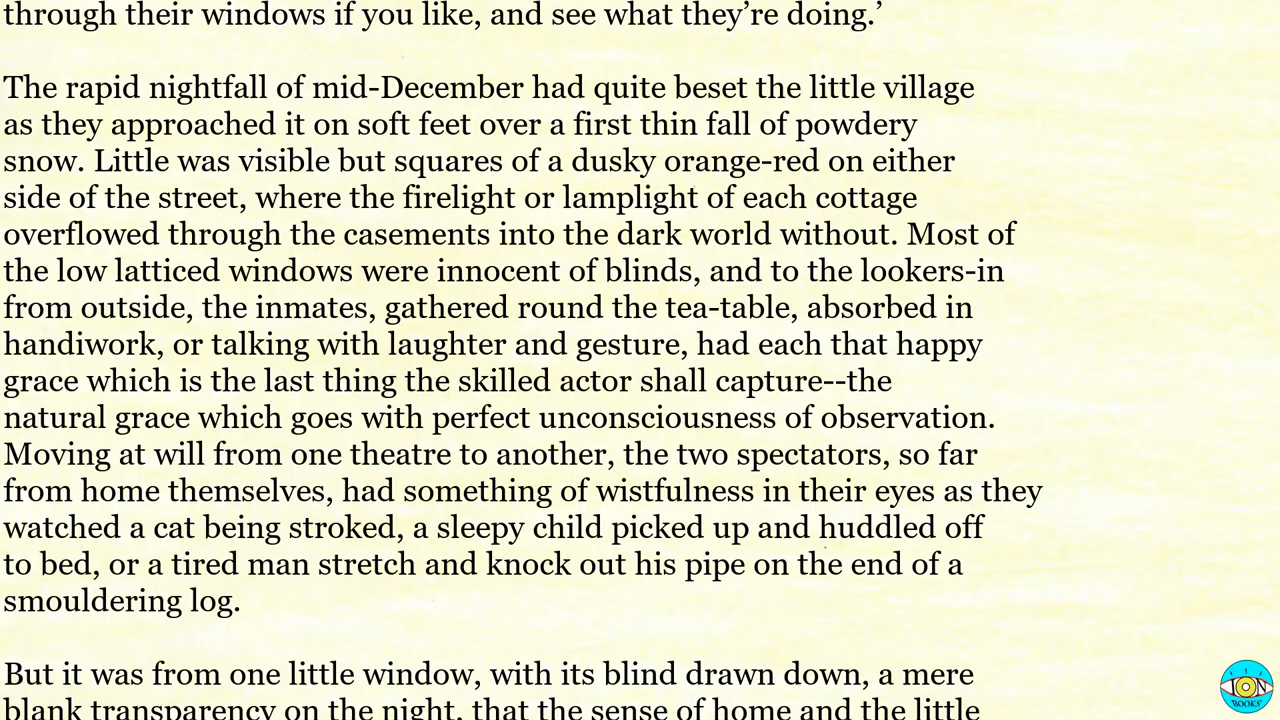 through their windows if you like, and see what they’re doing.’
The rapid nightfall of mid-December had quite beset the little village
as they approached it on soft feet over a first thin fall of powdery
snow. Little was visible but squares of a dusky orange-red on either
side of the street, where the firelight or lamplight of each cottage
overflowed through the casements into the dark world without. Most of
the low latticed windows were innocent of blinds, and to the lookers-in
from outside, the inmates, gathered round the tea-table, absorbed in
handiwork, or talking with laughter and gesture, had each that happy
grace which is the last thing the skilled actor shall capture--the
natural grace which goes with perfect unconsciousness of observation.
Moving at will from one theatre to another, the two spectators, so far
from home themselves, had something of wistfulness in their eyes as they
watched a cat being stroked, a sleepy child picked up and huddled off
to bed, or a tired man stretch and knock out his pipe on the end of a
smouldering log.
But it was from one little window, with its blind drawn down, a mere
blank transparency on the night, that the sense of home and the little
ION
BOOKS